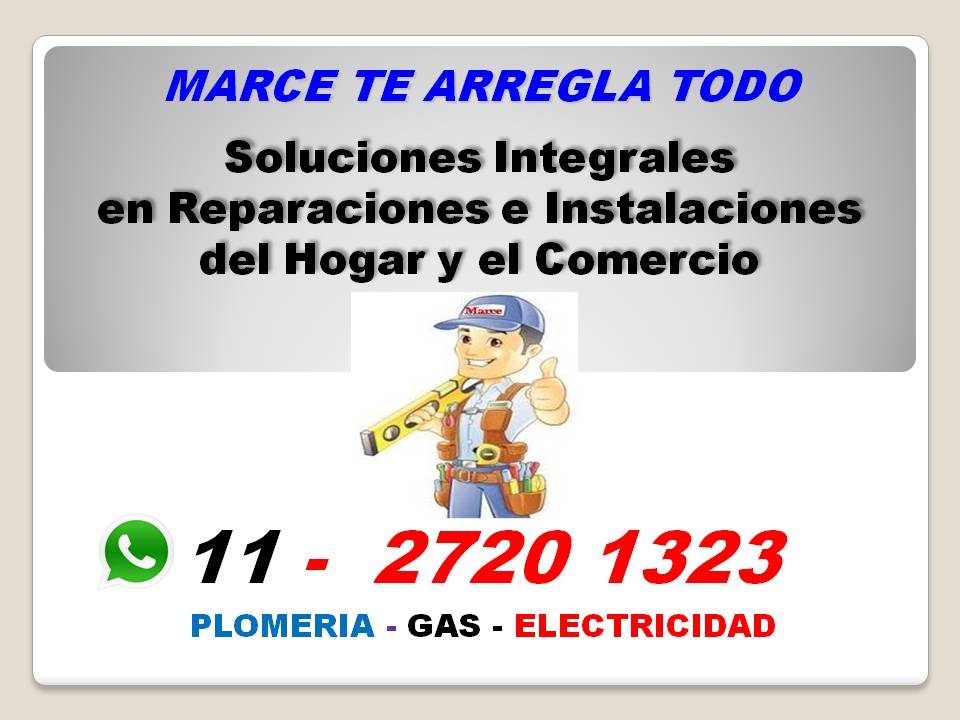 MARCE TE ARREGLA TODO
Soluciones Integrales
en Reparaciones e Instalaciones
del Hogar y el Comercio
Marce
11 - 2720 1323
PLOMERIA - GAS - ELECTRICIDAD